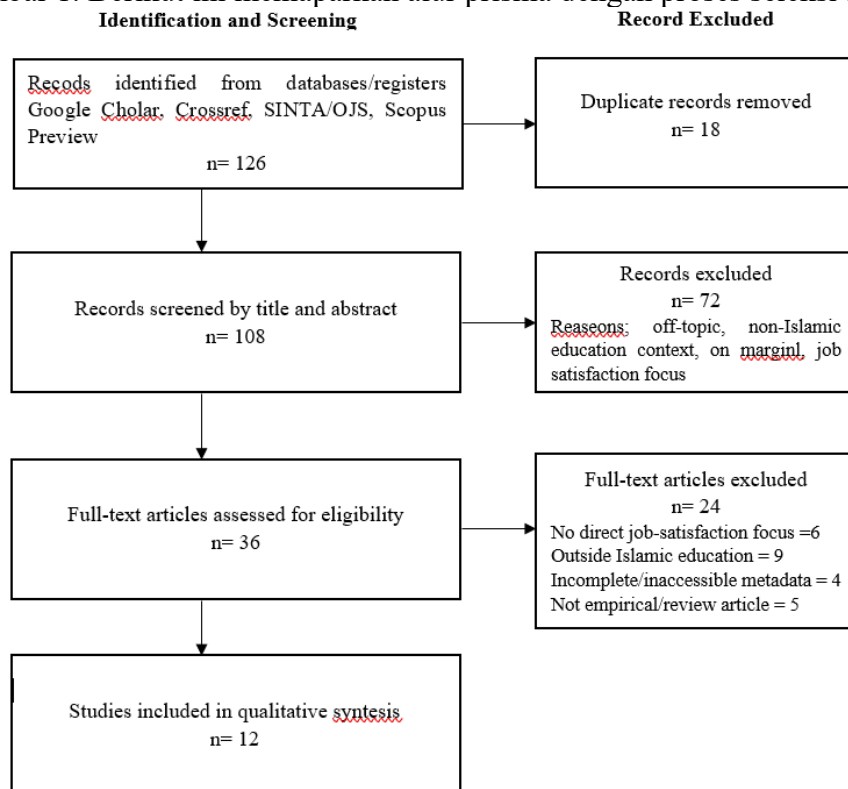 Identification and Screening
Record Excluded
Recods identified from databases/registers
Google Cholar, Crossref, SINTA/OJS, Scopus
Preview
n= 126
Duplicate records removed
n= 18
Records screened by title and abstract
n= 108
Records excluded
n= 72
Reaseons; off-topic, non-Islamic
education context, on marginl, job
satisfaction focus
Full-text articles assessed for eligibility
n= 36
Full-text articles excluded
n= 24
No direct job-satisfaction focus =6
Outside Islamic education = 9
Incomplete/inaccessible metadata = 4
Not empirical/review article = 5
Studies included in qualitative syntesis
n= 12